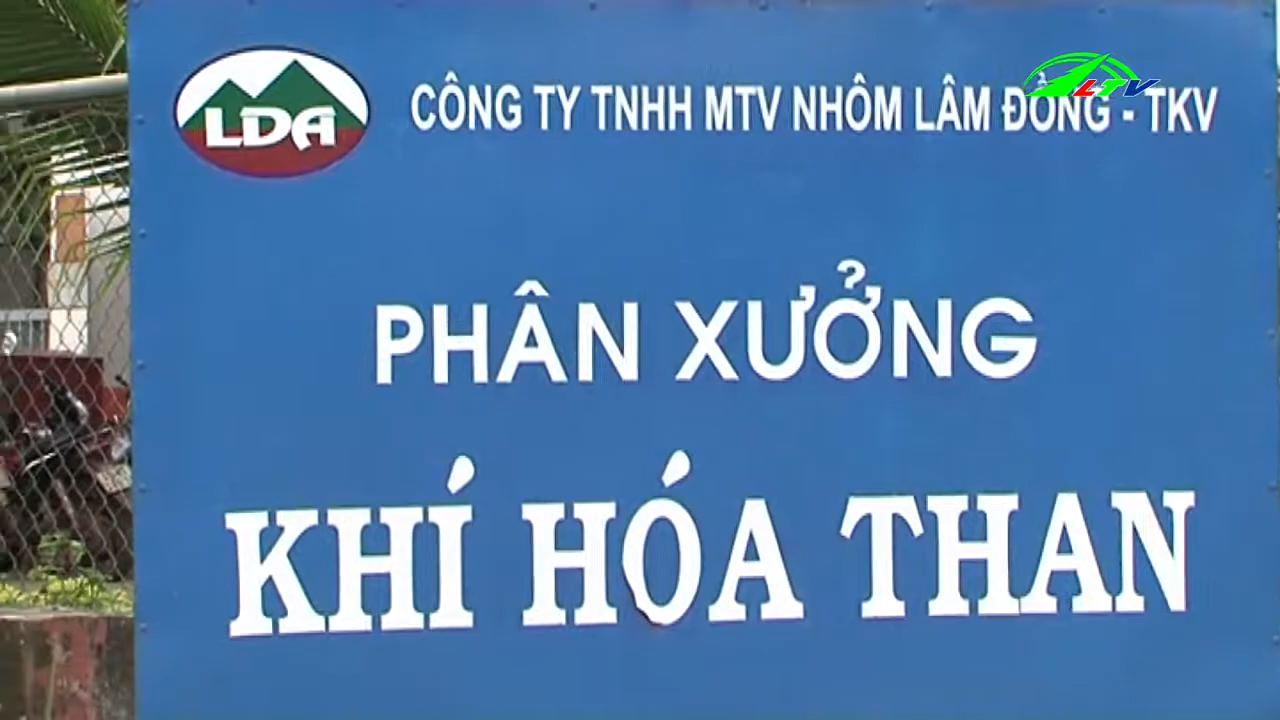 LTV
LDA
CÔNG TY TNHH MTV NHÔM LÂM ĐỒNG - TKV
PHÂN XƯỞNG
KHÍ HÓA THAN